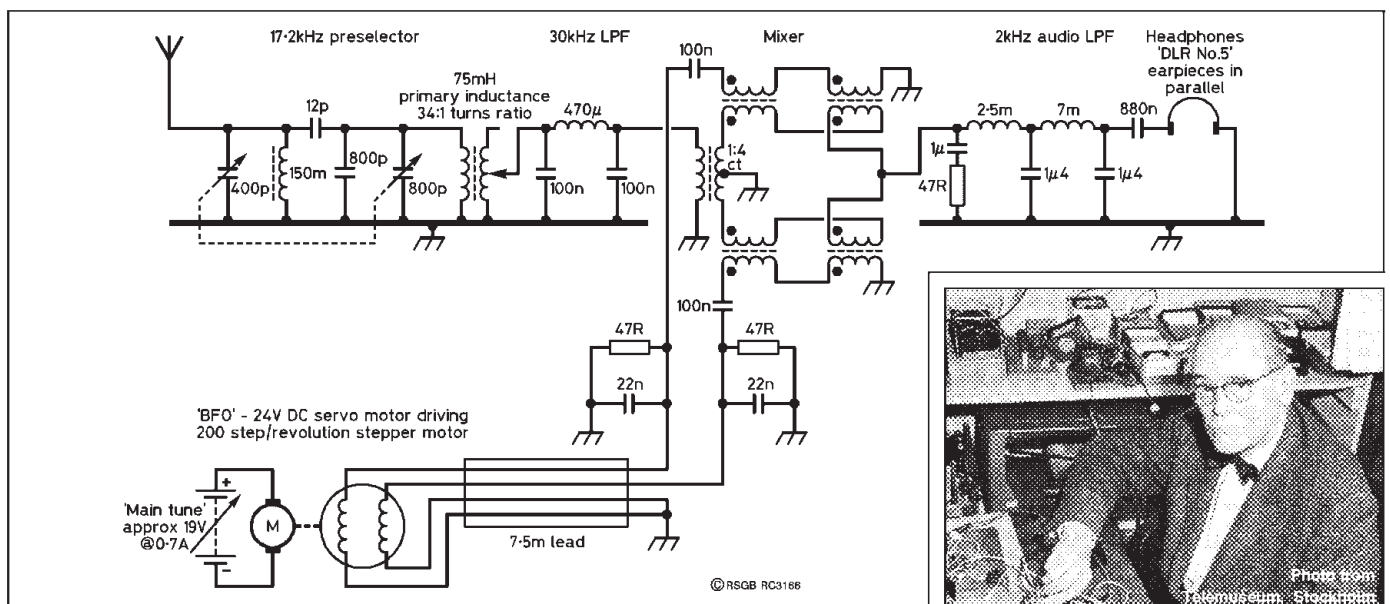 17·2kHz preselector
30kHz LPF
Mixer
2kHz audio LPF
Headphones
'DLR No.5'
earpieces in
parallel
75mH
primary inductance
34:1 turns ratio
12p
470µ
100n
2·5m
7m
880n
400p
150m
800p
800p
100n
100n
1:4
ct
1µ
47R
1µ4
1µ4
100n
47R
47R
22n
22n
'BFO' - 24V DC servo motor driving
200 step/revolution stepper motor
'Main tune'
approx 19V
@0·7A
+
−
M
7·5m lead
© RSGB RC3166
Photo from
Telemuseum, Stockholm